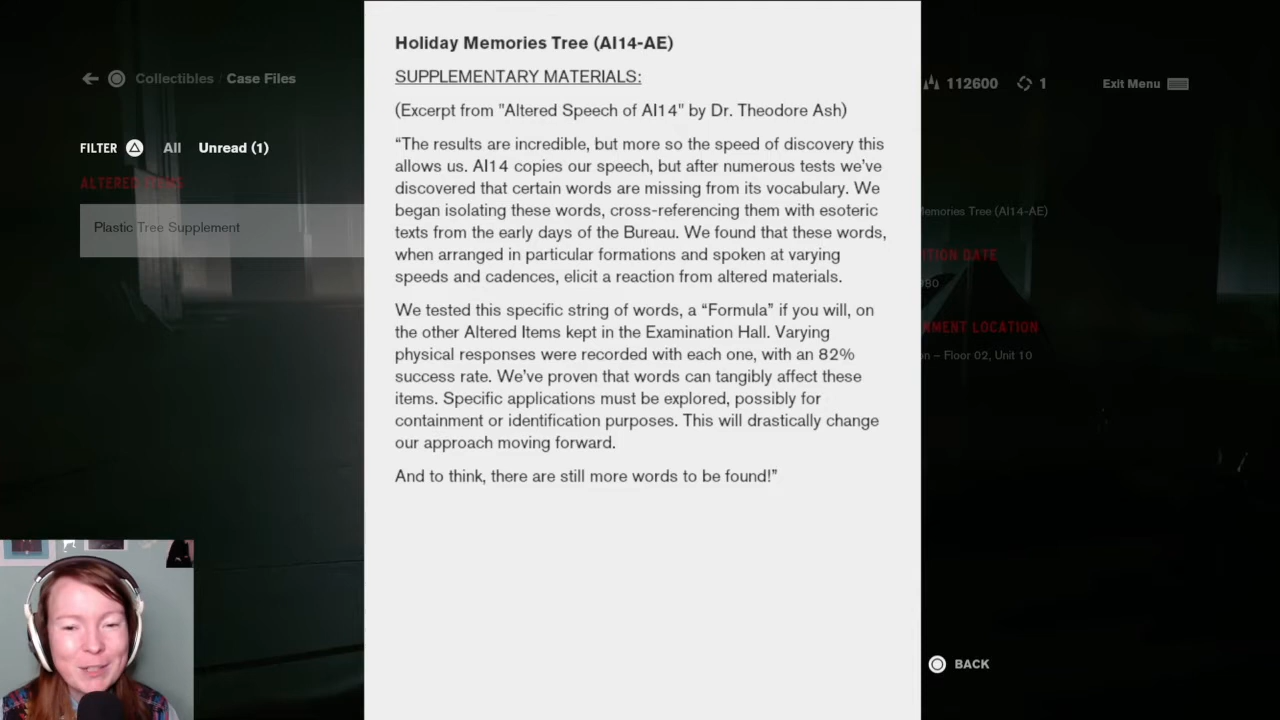 Holiday Memories Tree (AI14-AE)
SUPPLEMENTARY MATERIALS:
(Excerpt from "Altered Speech of AI14" by Dr. Theodore Ash)
“The results are incredible, but more so the speed of discovery this
allows us. AI14 copies our speech, but after numerous tests we’ve
discovered that certain words are missing from its vocabulary. We
began isolating these words, cross-referencing them with esoteric
texts from the early days of the Bureau. We found that these words,
when arranged in particular formations and spoken at varying
speeds and cadences, elicit a reaction from altered materials.
We tested this specific string of words, a “Formula” if you will, on
the other Altered Items kept in the Examination Hall. Varying
physical responses were recorded with each one, with an 82%
success rate. We’ve proven that words can tangibly affect these
items. Specific applications must be explored, possibly for
containment or identification purposes. This will drastically change
our approach moving forward.
And to think, there are still more words to be found!”
Collectibles / Case Files
FILTER All Unread (1)
ALTERED ITEMS
Plastic Tree Supplement
112600 1 Exit Menu
Memories Tree (AI14-AE)
ITION DATE
980
NMENT LOCATION
n – Floor 02, Unit 10
BACK